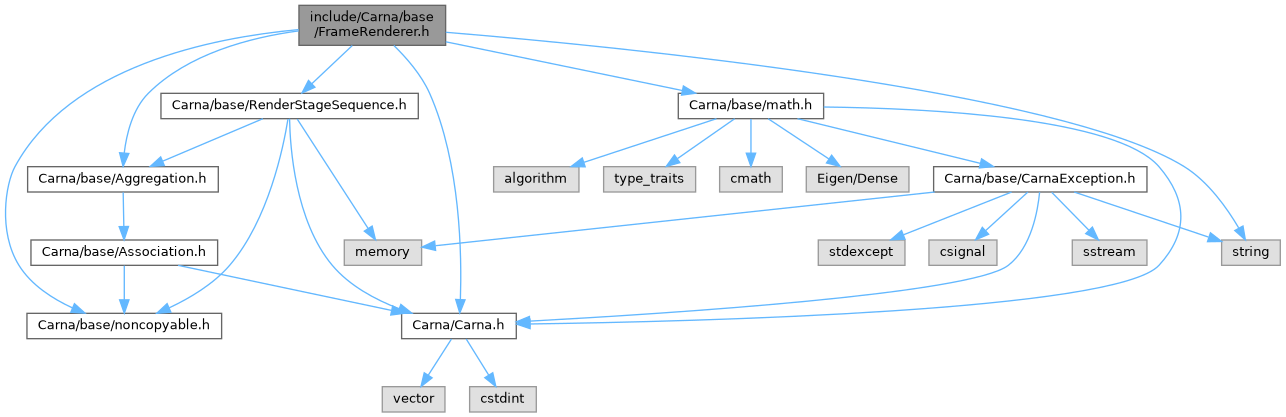 include/Carna/base
/FrameRenderer.h
Carna/base/RenderStageSequence.h
Carna/base/math.h
Carna/base/Aggregation.h
algorithm
type_traits
cmath
Eigen/Dense
Carna/base/CarnaException.h
Carna/base/Association.h
memory
stdexcept
csignal
sstream
string
Carna/base/noncopyable.h
Carna/Carna.h
vector
cstdint